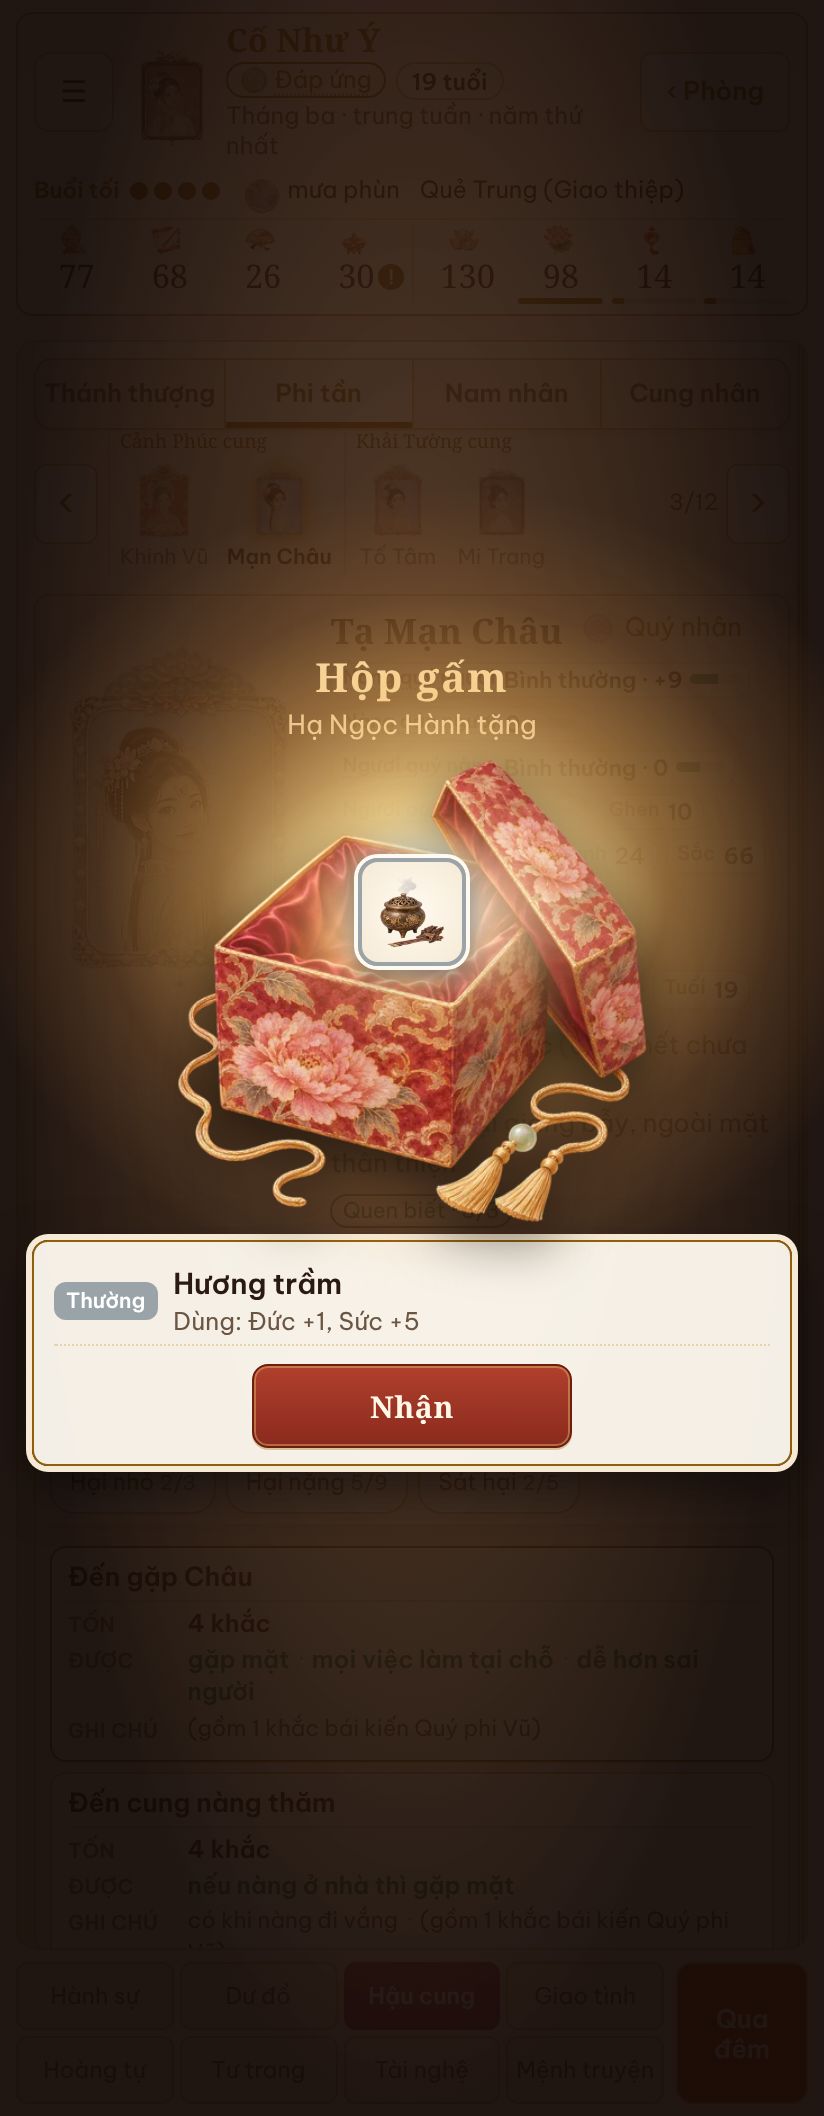 Cố Như Ý
Đáp ứng
19 tuổi
Tháng ba · trung tuần · năm thứ
nhất
☰
‹ Phòng
Buổi tối
mưa phùn
Quẻ Trung (Giao thiệp)
77 68 26 30 ! 130 98 14 14
Thánh thượng
Phi tần
Nam nhân
Cung nhân
Cảnh Phúc cung
Khải Tường cung
‹
3/12
›
Khinh Vũ
Mạn Châu
Tố Tâm
Mi Trang
Tạ Mạn Châu
Quý nhân
Hộp gấm
Bình thường · +9
Hạ Ngọc Hành tặng
Bình thường · 0
Ghen 10
24
Sắc 66
Tuổi 19
chưa
ngoài mặt
thân thiện
Quen biết
Thường
Hương trầm
Dùng: Đức +1, Sức +5
Nhận
Hại nhỏ 2/3
Hại nặng 5/9
Sát hại 2/5
Đến gặp Châu
TỐN
4 khắc
ĐƯỢC
gặp mặt · mọi việc làm tại chỗ · dễ hơn sai
người
GHI CHÚ
(gồm 1 khắc bái kiến Quý phi Vũ)
Đến cung nàng thăm
TỐN
4 khắc
ĐƯỢC
nếu nàng ở nhà thì gặp mặt
GHI CHÚ
có khi nàng đi vắng · (gồm 1 khắc bái kiến Quý phi
Hành sự
Dư đồ
Hậu cung
Giao tình
Qua
đêm
Hoàng tự
Tư trang
Tài nghệ
Mệnh truyện